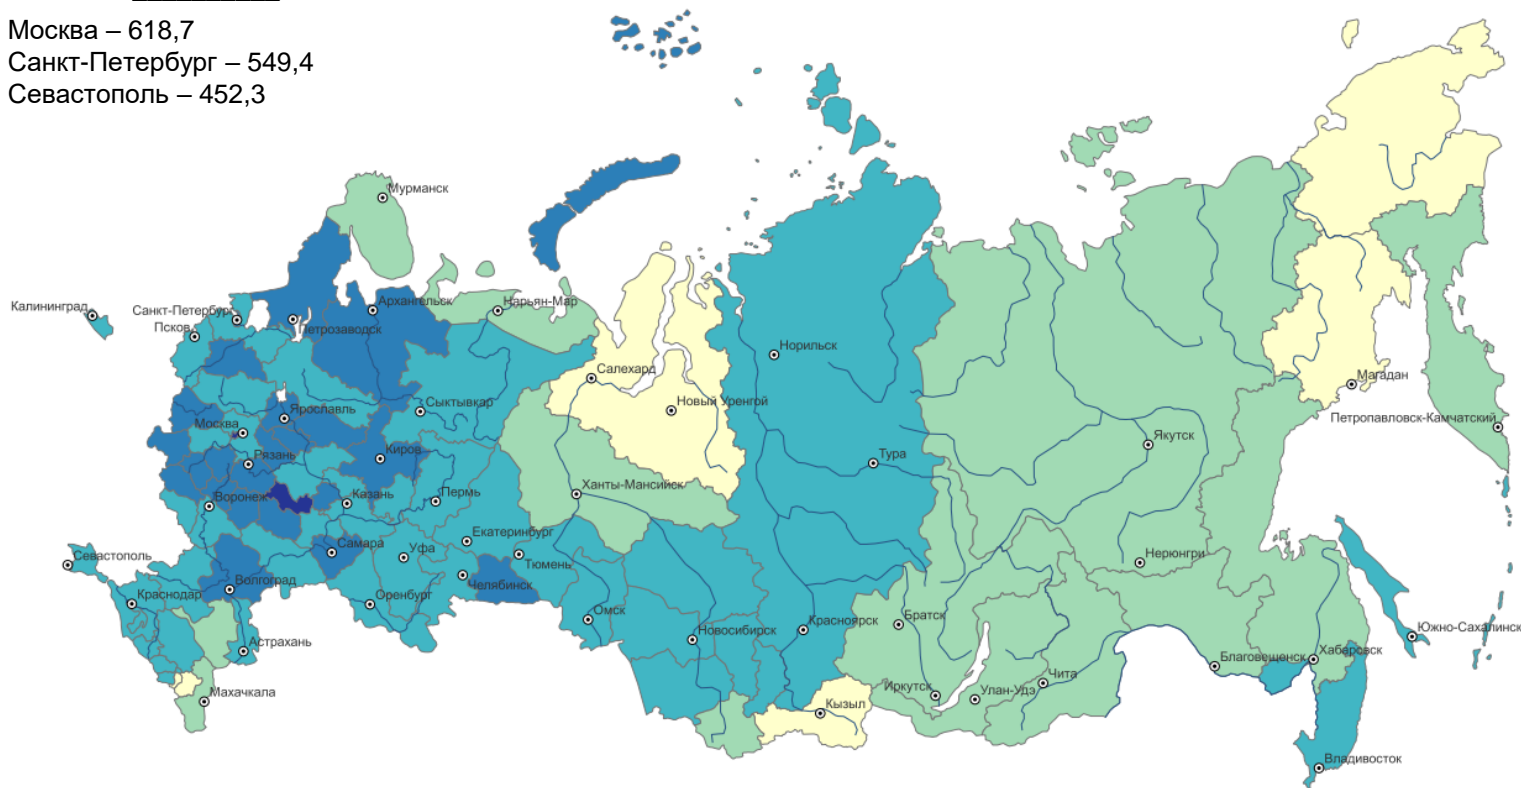 Москва – 618,7
Санкт-Петербург – 549,4
Севастополь – 452,3
Мурманск
Калининград
Санкт-Петербург
Псков
Петрозаводск
Архангельск
Нарьян-Мар
Норильск
Салехард
Новый Уренгой
Магадан
Петропавловск-Камчатский
Сыктывкар
Ярославль
Москва
Рязань
Киров
Якутск
Тура
Ханты-Мансийск
Воронеж
Казань
Пермь
Екатеринбург
Самара
Уфа
Тюмень
Нерюнгри
Севастополь
Волгоград
Челябинск
Краснодар
Оренбург
Омск
Новосибирск
Красноярск
Братск
Южно-Сахалинск
Астрахань
Благовещенск
Хабаровск
Махачкала
Иркутск
Улан-Удэ
Чита
Кызыл
Владивосток